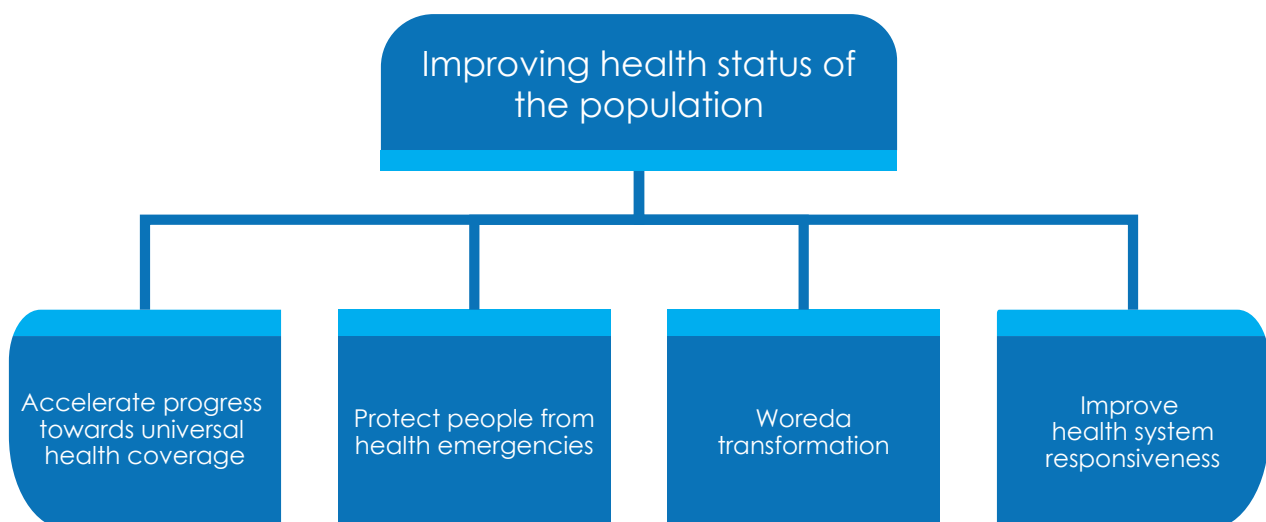 Improving health status of
the population
Accelerate progress
towards universal
health coverage
Protect people from
health emergencies
Woreda
transformation
Improve
health system
responsiveness